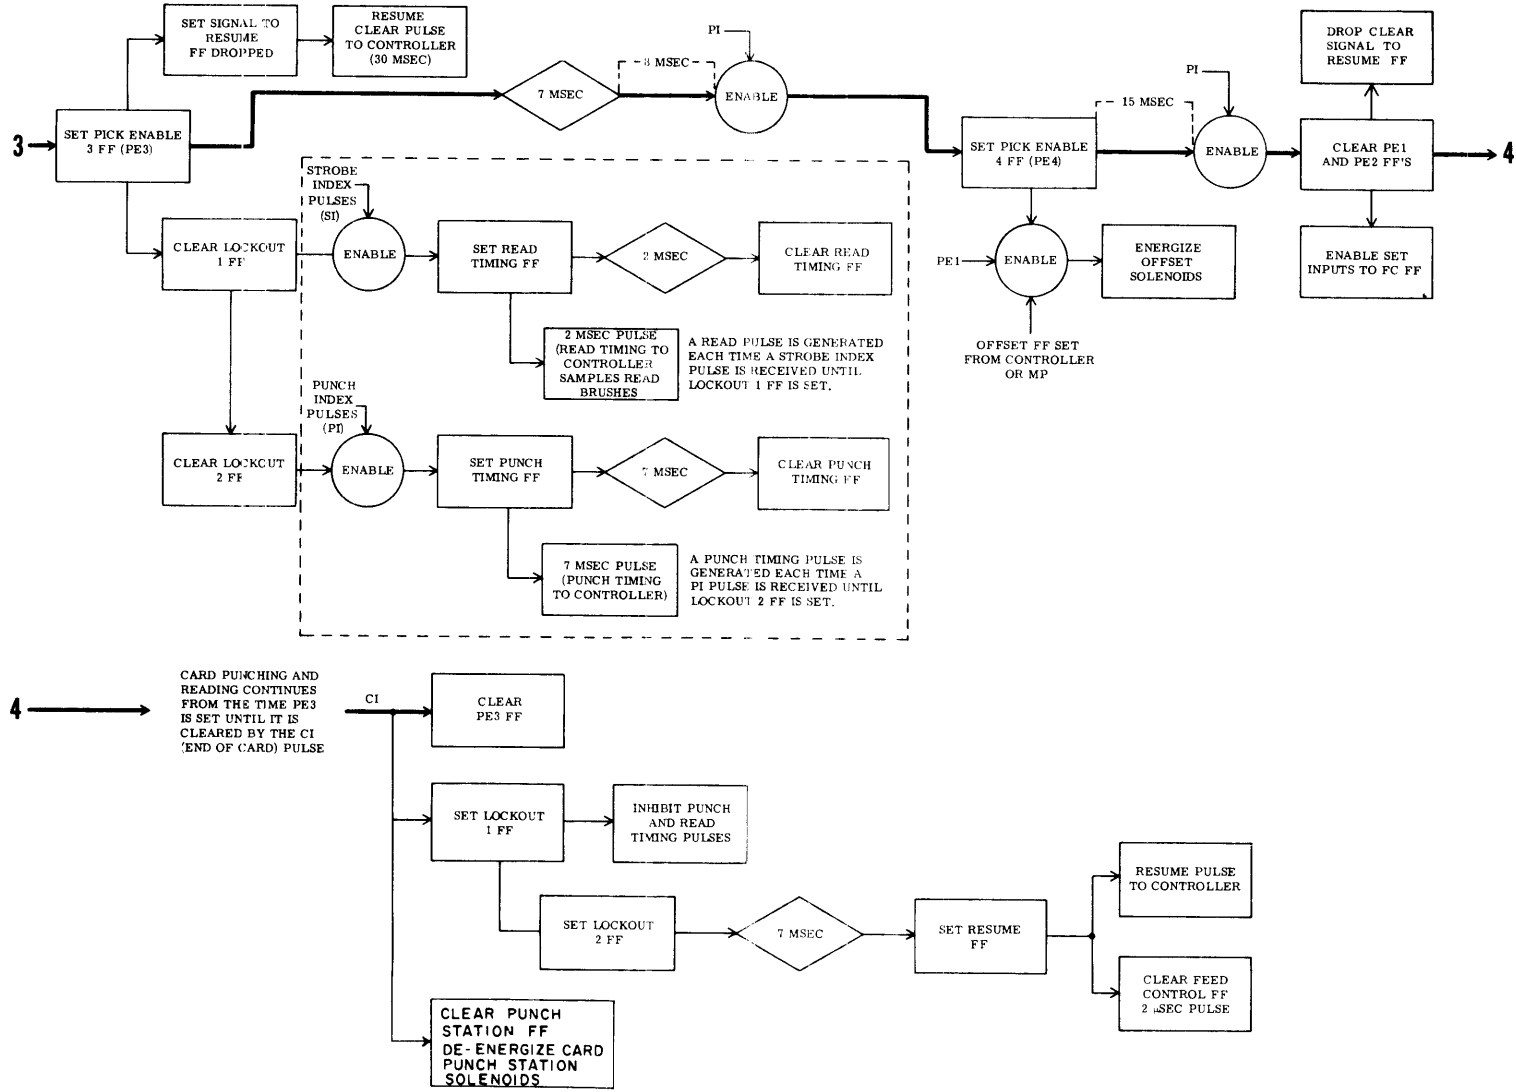 SET SIGNAL TO
RESUME
FF DROPPED
RESUME
CLEAR PULSE
TO CONTROLLER
(30 MSEC)
3
SET PICK ENABLE
3 FF (PE3)
7 MSEC
8 MSEC
PI
ENABLE
SET PICK ENABLE
4 FF (PE4)
15 MSEC
PI
ENABLE
DROP CLEAR
SIGNAL TO
RESUME FF
CLEAR PE1
AND PE2 FF'S
4
ENABLE SET
INPUTS TO FC FF
PE1
ENABLE
ENERGIZE
OFFSET
SOLENOIDS
OFFSET FF SET
FROM CONTROLLER
OR MP
CLEAR LOCKOUT
1 FF
STROBE
INDEX
PULSES
(SI)
ENABLE
SET READ
TIMING FF
2 MSEC
CLEAR READ
TIMING FF
2 MSEC PULSE
(READ TIMING TO
CONTROLLER
SAMPLES READ
BRUSHES
A READ PULSE IS GENERATED
EACH TIME A STROBE INDEX
PULSE IS RECEIVED UNTIL
LOCKOUT 1 FF IS SET.
CLEAR LOCKOUT
2 FF
PUNCH
INDEX
PULSES
(PI)
ENABLE
SET PUNCH
TIMING FF
7 MSEC
CLEAR PUNCH
TIMING FF
7 MSEC PULSE
(PUNCH TIMING
TO CONTROLLER)
A PUNCH TIMING PULSE IS
GENERATED EACH TIME A
PI PULSE IS RECEIVED UNTIL
LOCKOUT 2 FF IS SET.
4
CARD PUNCHING AND
READING CONTINUES
FROM THE TIME PE3
IS SET UNTIL IT IS
CLEARED BY THE CI
(END OF CARD) PULSE
CI
CLEAR
PE3 FF
SET LOCKOUT
1 FF
INHIBIT PUNCH
AND READ
TIMING PULSES
SET LOCKOUT
2 FF
7 MSEC
SET RESUME
FF
RESUME PULSE
TO CONTROLLER
CLEAR FEED
CONTROL FF
2 μSEC PULSE
CLEAR PUNCH
STATION FF
DE-ENERGIZE CARD
PUNCH STATION
SOLENOIDS